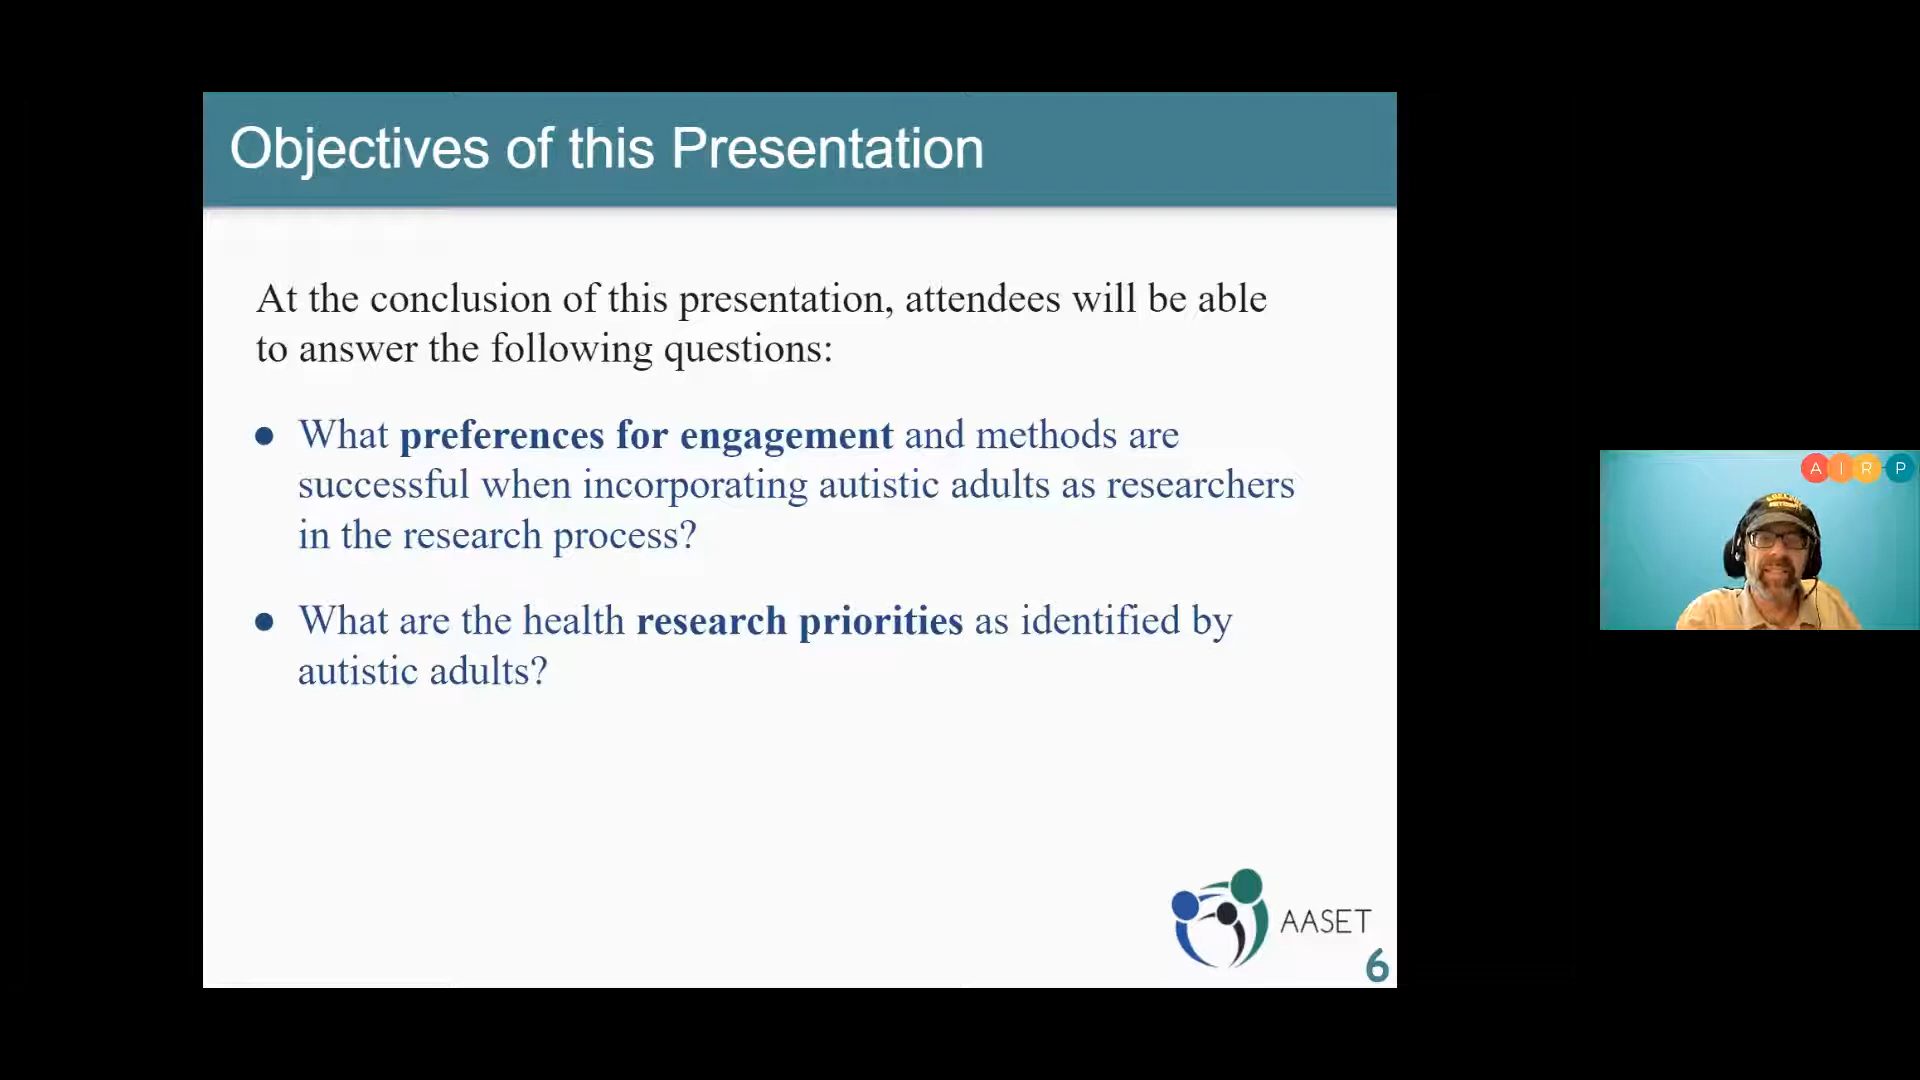 Objectives of this Presentation
At the conclusion of this presentation, attendees will be able
to answer the following questions:
● What preferences for engagement and methods are
successful when incorporating autistic adults as researchers
in the research process?
● What are the health research priorities as identified by
autistic adults?
AASET
6
A I R - P